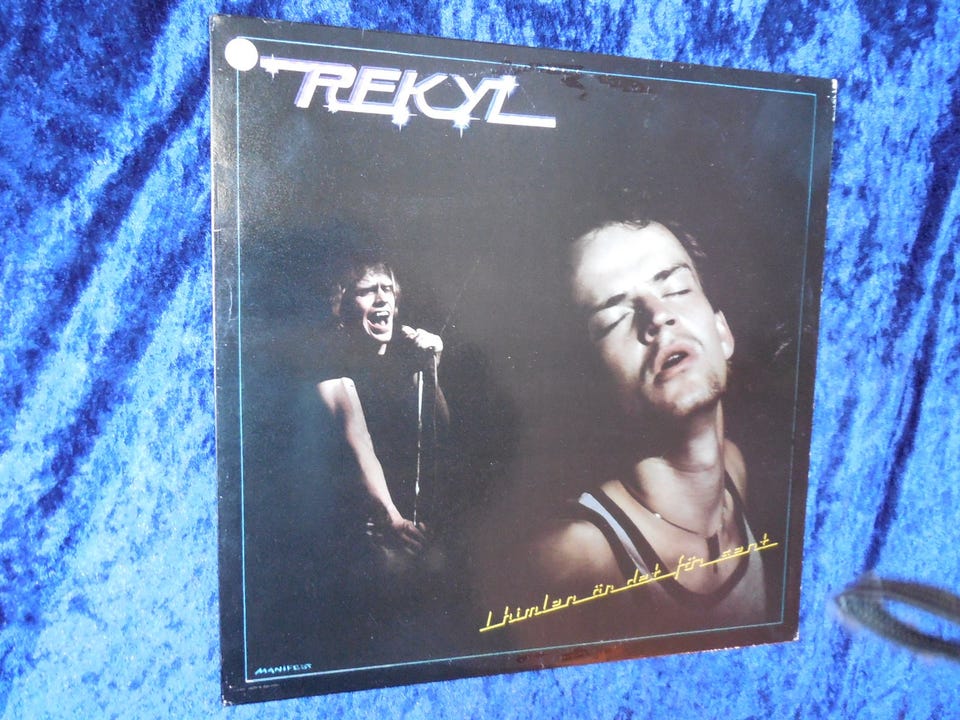 REKYL
I himlen är det för sent
MANIFEST